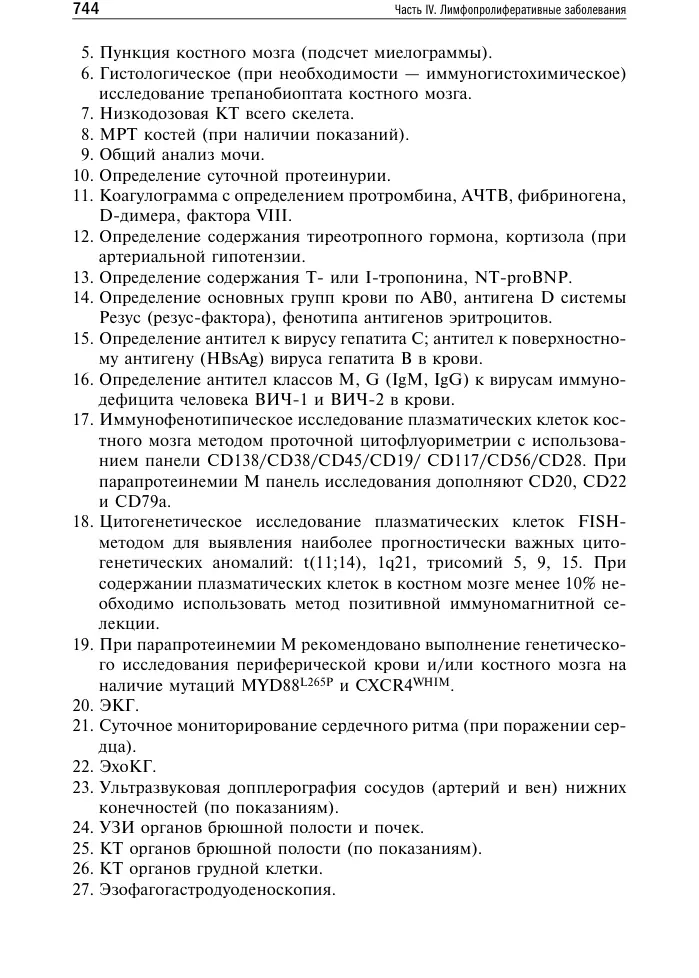 744
Часть IV. Лимфопролиферативные заболевания
5. Пункция костного мозга (подсчет миелограммы).
6. Гистологическое (при необходимости — иммуногистохимическое)
исследование трепанобиоптата костного мозга.
7. Низкодозовая КТ всего скелета.
8. МРТ костей (при наличии показаний).
9. Общий анализ мочи.
10. Определение суточной протеинурии.
11. Коагулограмма с определением протромбина, АЧТВ, фибриногена,
D-димера, фактора VIII.
12. Определение содержания тиреотропного гормона, кортизола (при
артериальной гипотензии.
13. Определение содержания Т- или I-тропонина, NT-proBNP.
14. Определение основных групп крови по АВ0, антигена D системы
Резус (резус-фактора), фенотипа антигенов эритроцитов.
15. Определение антител к вирусу гепатита С; антител к поверхностно-
му антигену (HBsAg) вируса гепатита В в крови.
16. Определение антител классов M, G (IgM, IgG) к вирусам иммуно-
дефицита человека ВИЧ-1 и ВИЧ-2 в крови.
17. Иммунофенотипическое исследование плазматических клеток кос-
тного мозга методом проточной цитофлуориметрии с использова-
нием панели CD138/CD38/CD45/CD19/ CD117/CD56/CD28. При
парапротеинемии М панель исследования дополняют CD20, CD22
и CD79a.
18. Цитогенетическое исследование плазматических клеток FISH-
методом для выявления наиболее прогностически важных цито-
генетических аномалий: t(11;14), 1q21, трисомий 5, 9, 15. При
содержании плазматических клеток в костном мозге менее 10% не-
обходимо использовать метод позитивной иммуномагнитной се-
лекции.
19. При парапротеинемии М рекомендовано выполнение генетическо-
го исследования периферической крови и/или костного мозга на
наличие мутаций MYD88L265P и CXCR4WHIM.
20. ЭКГ.
21. Суточное мониторирование сердечного ритма (при поражении сер-
дца).
22. ЭхоКГ.
23. Ультразвуковая допплерография сосудов (артерий и вен) нижних
конечностей (по показаниям).
24. УЗИ органов брюшной полости и почек.
25. КТ органов брюшной полости (по показаниям).
26. КТ органов грудной клетки.
27. Эзофагогастродуоденоскопия.